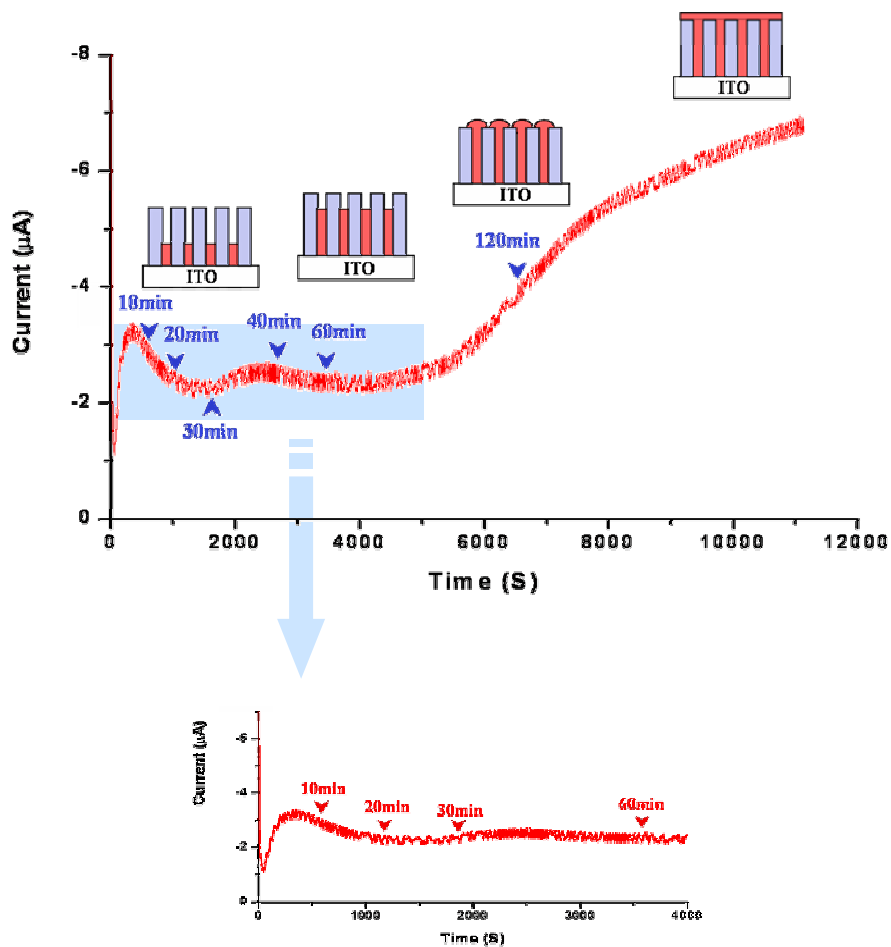 -8
ITO
ITO
-6
ITO
ITO
120min
-4
10min
20min
40min
60min
-2
30min
0
Current (μA)
0 2000 4000 6000 8000 10000 12000
Time (S)
-6
10min
-4
20min
30min
60min
-2
0
Current (μA)
0 1000 2000 3000 4000
Time (S)